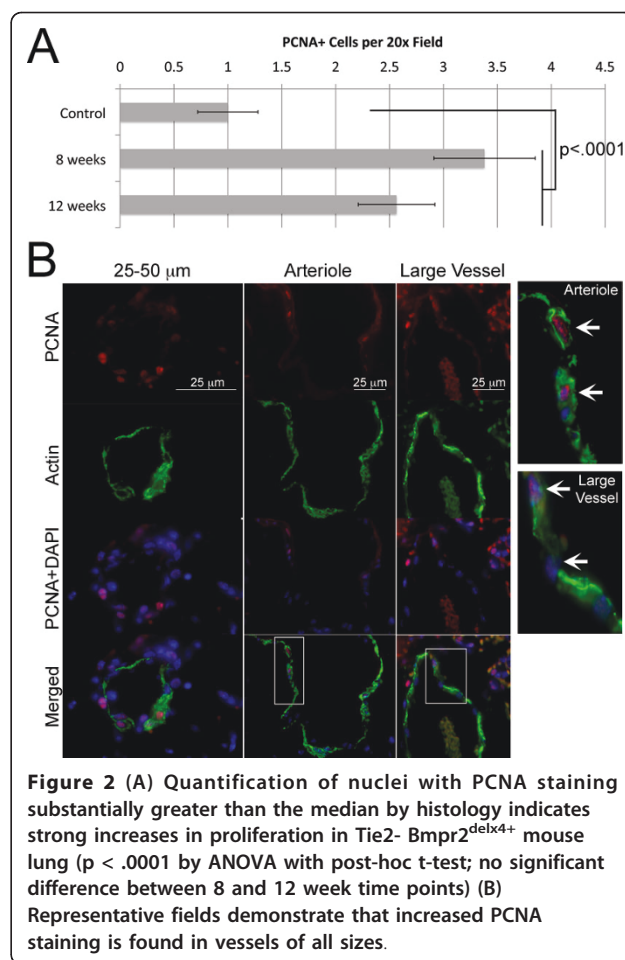 A
PCNA+ Cells per 20x Field
0 0.5 1 1.5 2 2.5 3 3.5 4 4.5
Control
8 weeks
12 weeks
p<.0001
B
25-50 µm
Arteriole
Large Vessel
PCNA
25 µm
25 µm
25 µm
Actin
PCNA+DAPI
Merged
Arteriole
Large
Vessel
Figure 2 (A) Quantification of nuclei with PCNA staining
substantially greater than the median by histology indicates
strong increases in proliferation in Tie2- Bmpr2delx4+ mouse
lung (p < .0001 by ANOVA with post-hoc t-test; no significant
difference between 8 and 12 week time points) (B)
Representative fields demonstrate that increased PCNA
staining is found in vessels of all sizes.